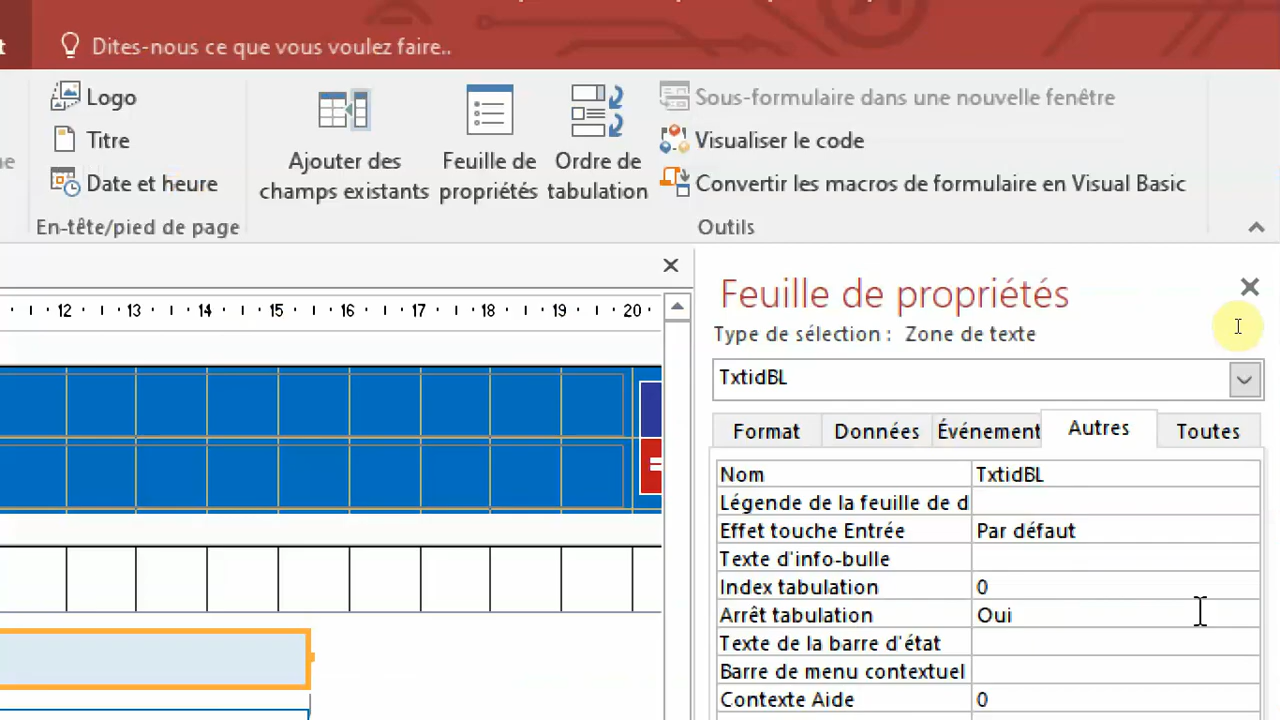 t
Dites-nous ce que vous voulez faire..
Logo
Titre
Date et heure
En-tête/pied de page
ne
Ajouter des
champs existants
Feuille de
propriétés
Ordre de
tabulation
Sous-formulaire dans une nouvelle fenêtre
Visualiser le code
Convertir les macros de formulaire en Visual Basic
Outils
12 13 14 15 16 17 18 19 20
Feuille de propriétés
Type de sélection : Zone de texte
TxtidBL
Format Données Événement Autres Toutes
Nom TxtidBL
Légende de la feuille de d
Effet touche Entrée Par défaut
Texte d'info-bulle
Index tabulation 0
Arrêt tabulation Oui
Texte de la barre d'état
Barre de menu contextuel
Contexte Aide 0
=